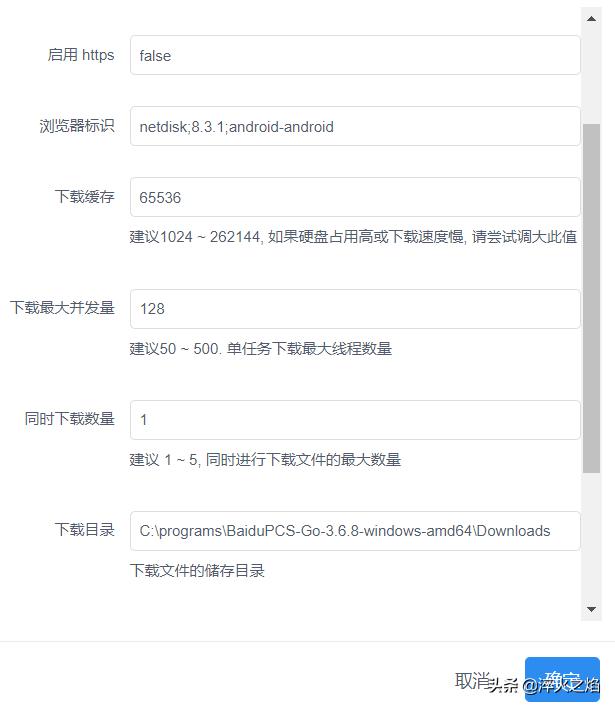 启用 https
false
浏览器标识
netdisk;8.3.1;android-android
下载缓存
65536
建议1024 ~ 262144, 如果硬盘占用高或下载速度慢, 请尝试调大此值
下载最大并发量
128
建议50 ~ 500. 单任务下载最大线程数量
同时下载数量
1
建议 1 ~ 5, 同时进行下载文件的最大数量
下载目录
C:\programs\BaiduPCS-Go-3.6.8-windows-amd64\Downloads
下载文件的储存目录
取消
确定
头条 @淬火之焰